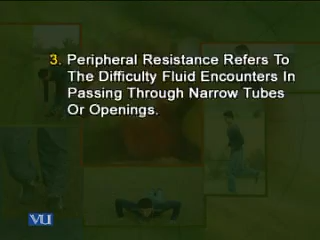 3. Peripheral Resistance Refers To
The Difficulty Fluid Encounters In
Passing Through Narrow Tubes
Or Openings.
VU